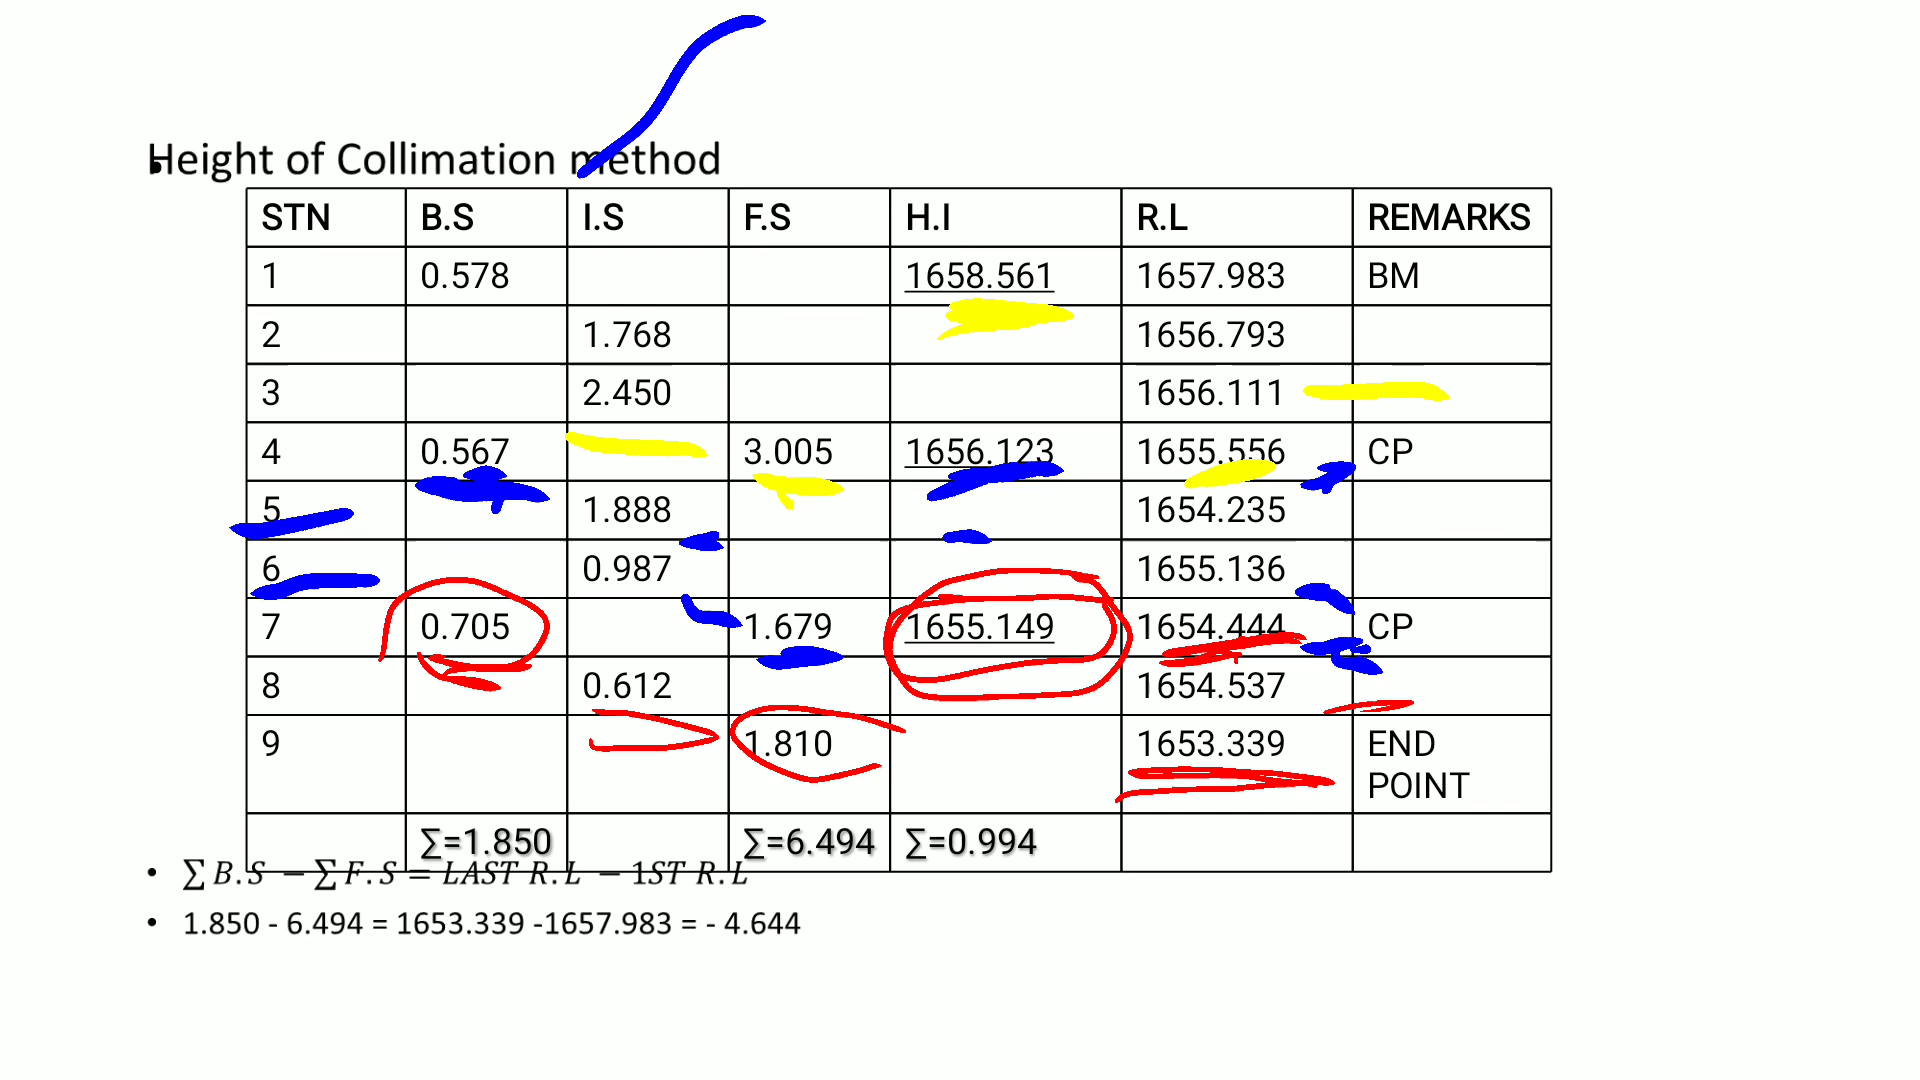 Height of Collimation method
STN B.S I.S F.S H.I R.L REMARKS
1 0.578 1658.561 1657.983 BM
2 1.768 1656.793
3 2.450 1656.111
4 0.567 3.005 1656.123 1655.556 CP
5 1.888 1654.235
6 0.987 1655.136
7 0.705 1.679 1655.149 1654.444 CP
8 0.612 1654.537
9 1.810 1653.339 END
POINT
∑=1.850 ∑=6.494 ∑=0.994
• ∑ B.S − ∑ F.S = LAST R.L − 1ST R.L
• 1.850 - 6.494 = 1653.339 -1657.983 = - 4.644